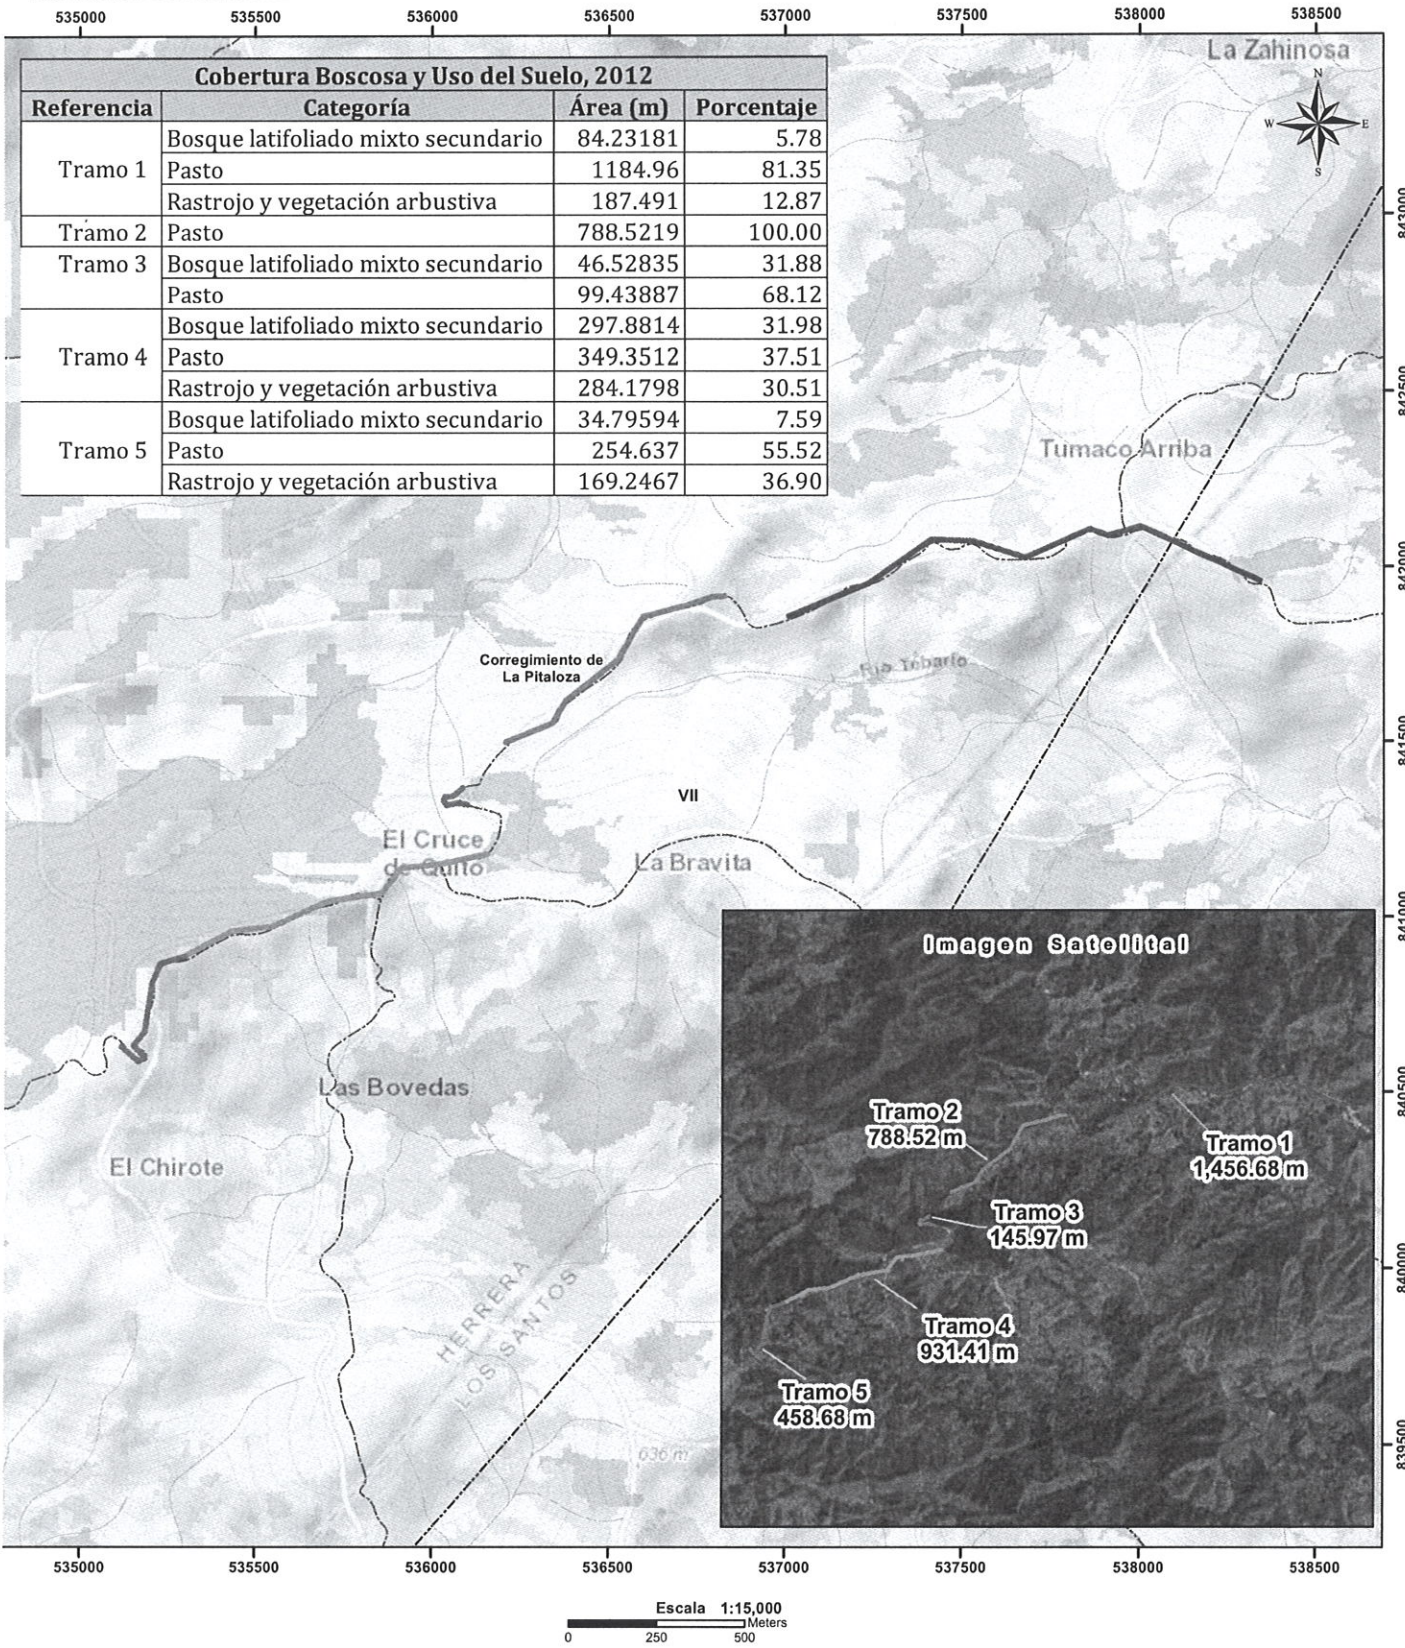 535000 535500 536000 536500 537000 537500 538000 538500
La Zahinosa
N
W E
S
Cobertura Boscosa y Uso del Suelo, 2012
Referencia Categoría Área (m) Porcentaje
Tramo 1 Bosque latifoliado mixto secundario 84.23181 5.78
Pasto 1184.96 81.35
Rastrojo y vegetación arbustiva 187.491 12.87
Tramo 2 Pasto 788.5219 100.00
Tramo 3 Bosque latifoliado mixto secundario 46.52835 31.88
Pasto 99.43887 68.12
Tramo 4 Bosque latifoliado mixto secundario 297.8814 31.98
Pasto 349.3512 37.51
Rastrojo y vegetación arbustiva 284.1798 30.51
Tramo 5 Bosque latifoliado mixto secundario 34.79594 7.59
Pasto 254.637 55.52
Rastrojo y vegetación arbustiva 169.2467 36.90
843000
842500
Tumaco Arriba
842000
Corregimiento de
La Pitaloza
Río Tébario
841500
VII
El Cruce
de Quito
La Bravita
841000
Imagen Satelital
Las Bovedas
840500
Tramo 2
788.52 m
Tramo 1
1,456.68 m
El Chirote
Tramo 3
145.97 m
840000
HERRERA
LOS SANTOS
Tramo 4
931.41 m
Tramo 5
458.68 m
839500
636 m
535000 535500 536000 536500 537000 537500 538000 538500
Escala 1:15,000
Meters
0 250 500